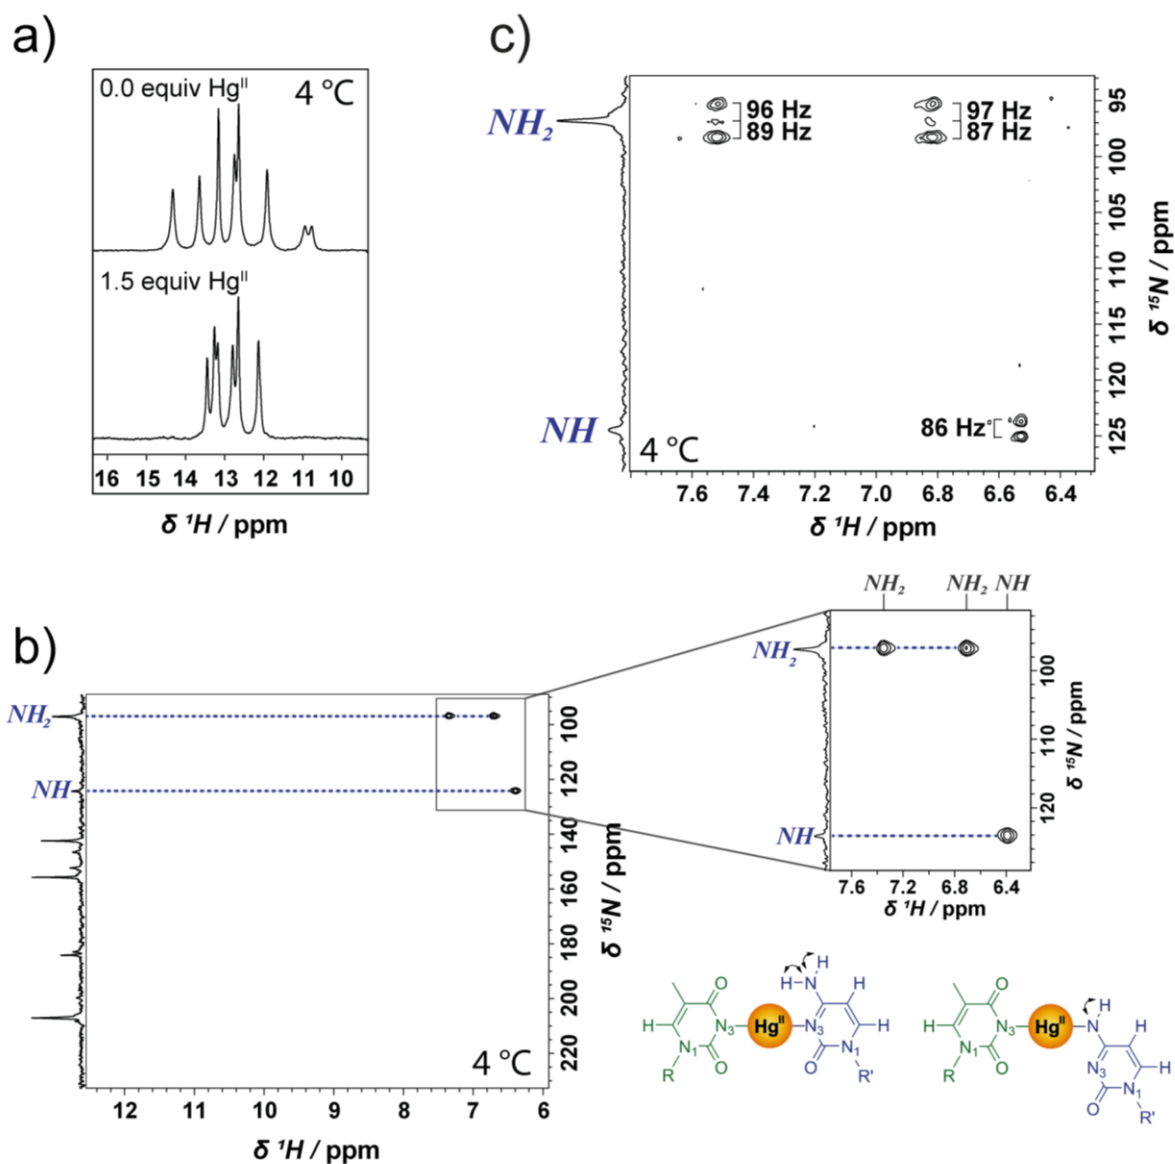 a)
0.0 equiv Hg^II 4 °C
1.5 equiv Hg^II
16 15 14 13 12 11 10
δ ¹H / ppm
c)
NH₂
NH
96 Hz
89 Hz
97 Hz
87 Hz
86 Hz
4 °C
95
100
105
110
115
120
125
δ ¹⁵N / ppm
7.6 7.4 7.2 7.0 6.8 6.6 6.4
δ ¹H / ppm
b)
NH₂
NH
100
120
140
160
180
200
220
δ ¹⁵N / ppm
4 °C
12 11 10 9 8 7 6
δ ¹H / ppm
NH₂ NH₂ NH
NH₂
NH
100
110
120
δ ¹⁵N / ppm
7.6 7.2 6.8 6.4
δ ¹H / ppm
H
O H N H
H N₃ Hg^II N₃ H
N₁ O O N₁
R R'
O H
N H
H N₃ Hg^II
N₁ O N₃ H
R O N₁
R'